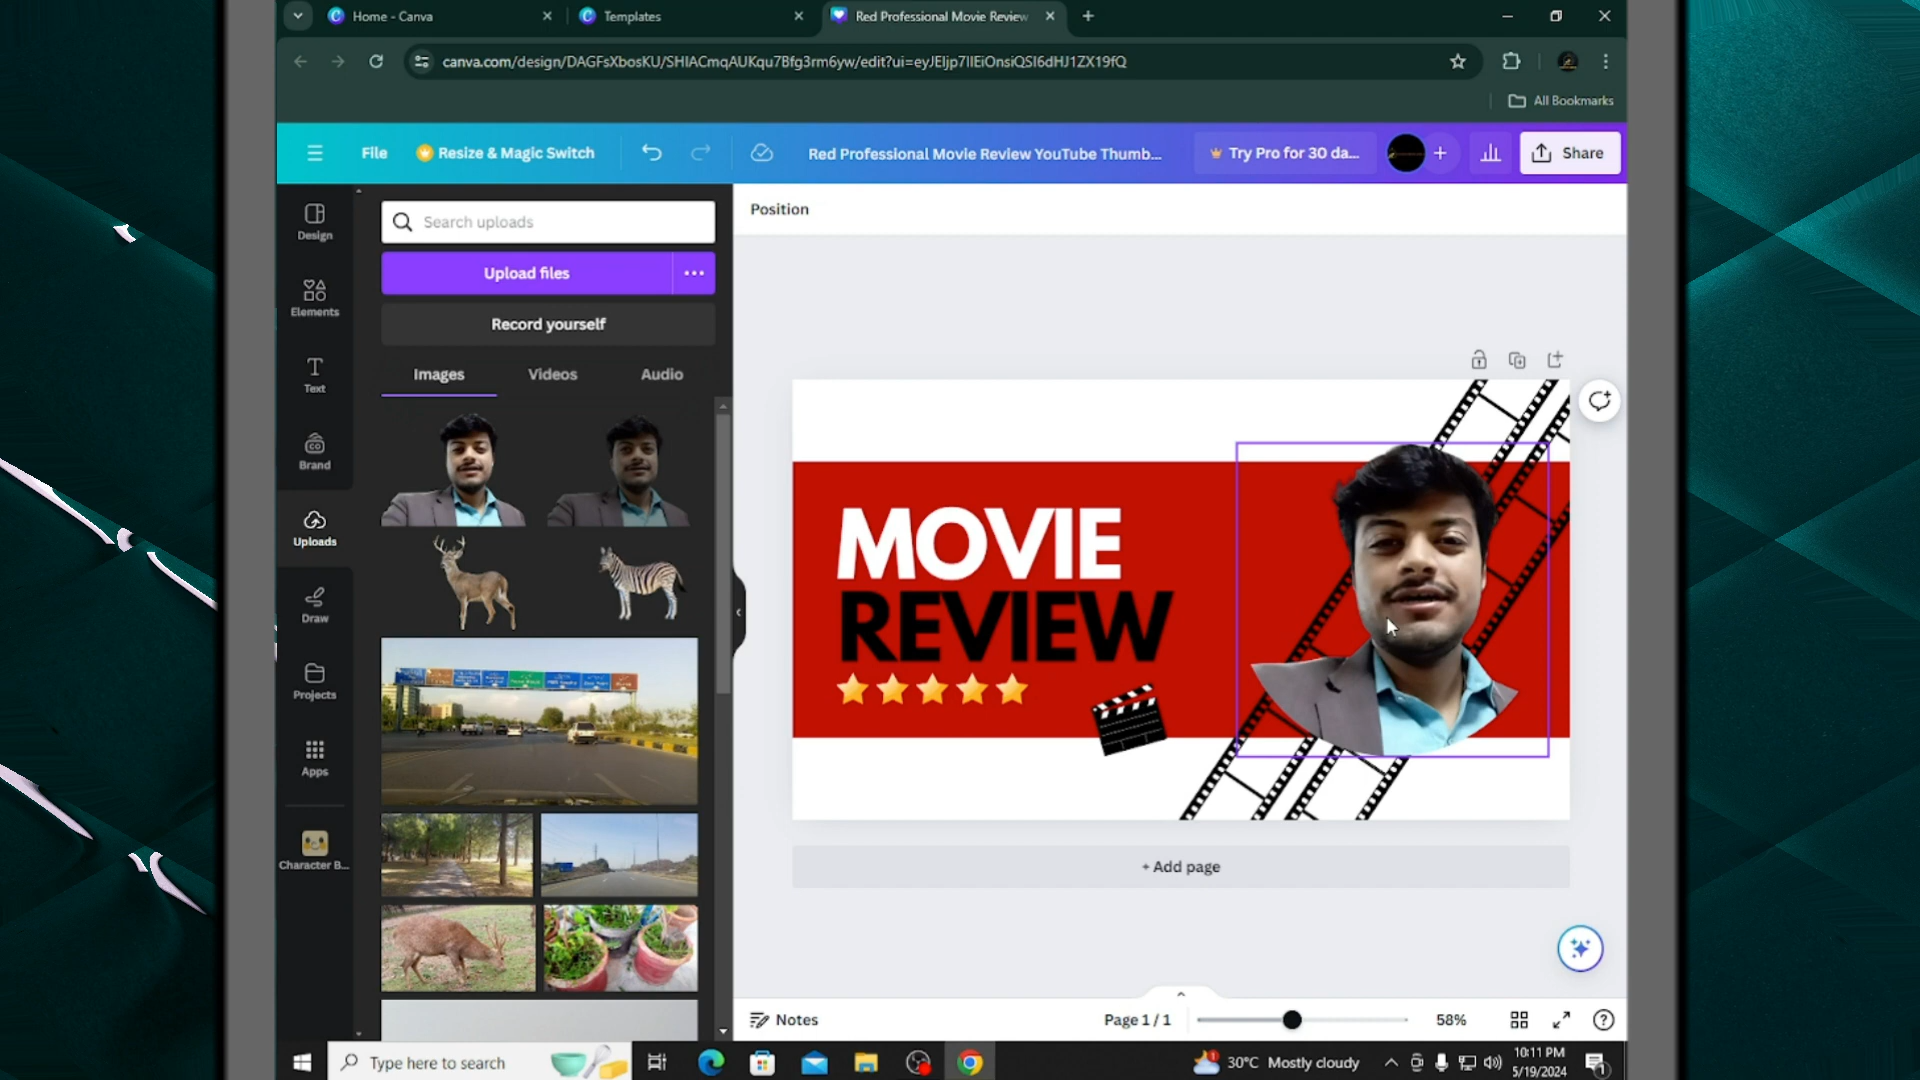 Home - Canva
Templates
Red Professional Movie Review
canva.com/design/DAGFsXbosKU/SHIACmqAUKqu7Bfg3rm6yw/edit?ui=eyJEIjp7IlEiOnsiQSI6dHJ1ZX19fQ
All Bookmarks
File
Resize & Magic Switch
Red Professional Movie Review YouTube Thumb...
Try Pro for 30 da...
Share
Design
Elements
Text
Brand
Uploads
Draw
Projects
Apps
Character B...
Search uploads
Upload files
Record yourself
Images
Videos
Audio
Position
MOVIE
REVIEW
+ Add page
Notes
Page 1 / 1
58%
Type here to search
30°C Mostly cloudy
10:11 PM
5/19/2024